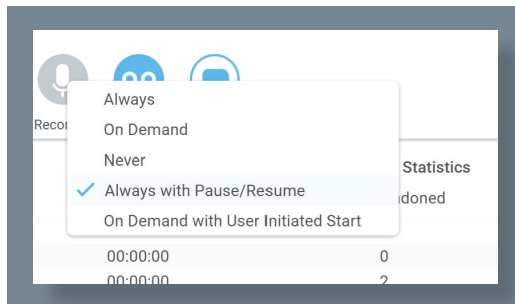 Always
Recor
On Demand
Never
Statistics
Always with Pause/Resume
ndoned
On Demand with User Initiated Start
00:00:00 0
00:00:00 2